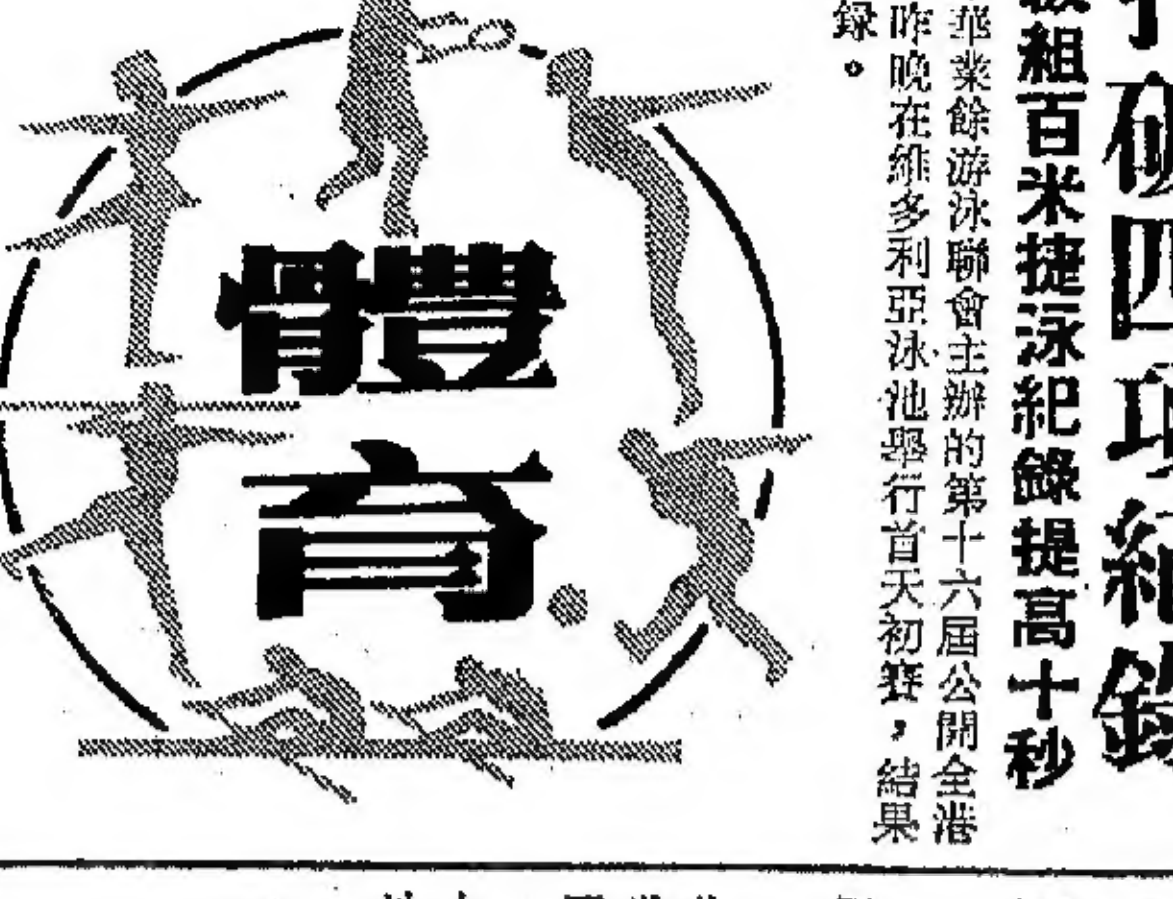 破四項紀錄
組百米捷泳紀錄提高十秒
華業餘游泳聯會主辦的第十六屆公開全港
昨晚在維多利亞泳池舉行首天初賽，結果
録。
體育